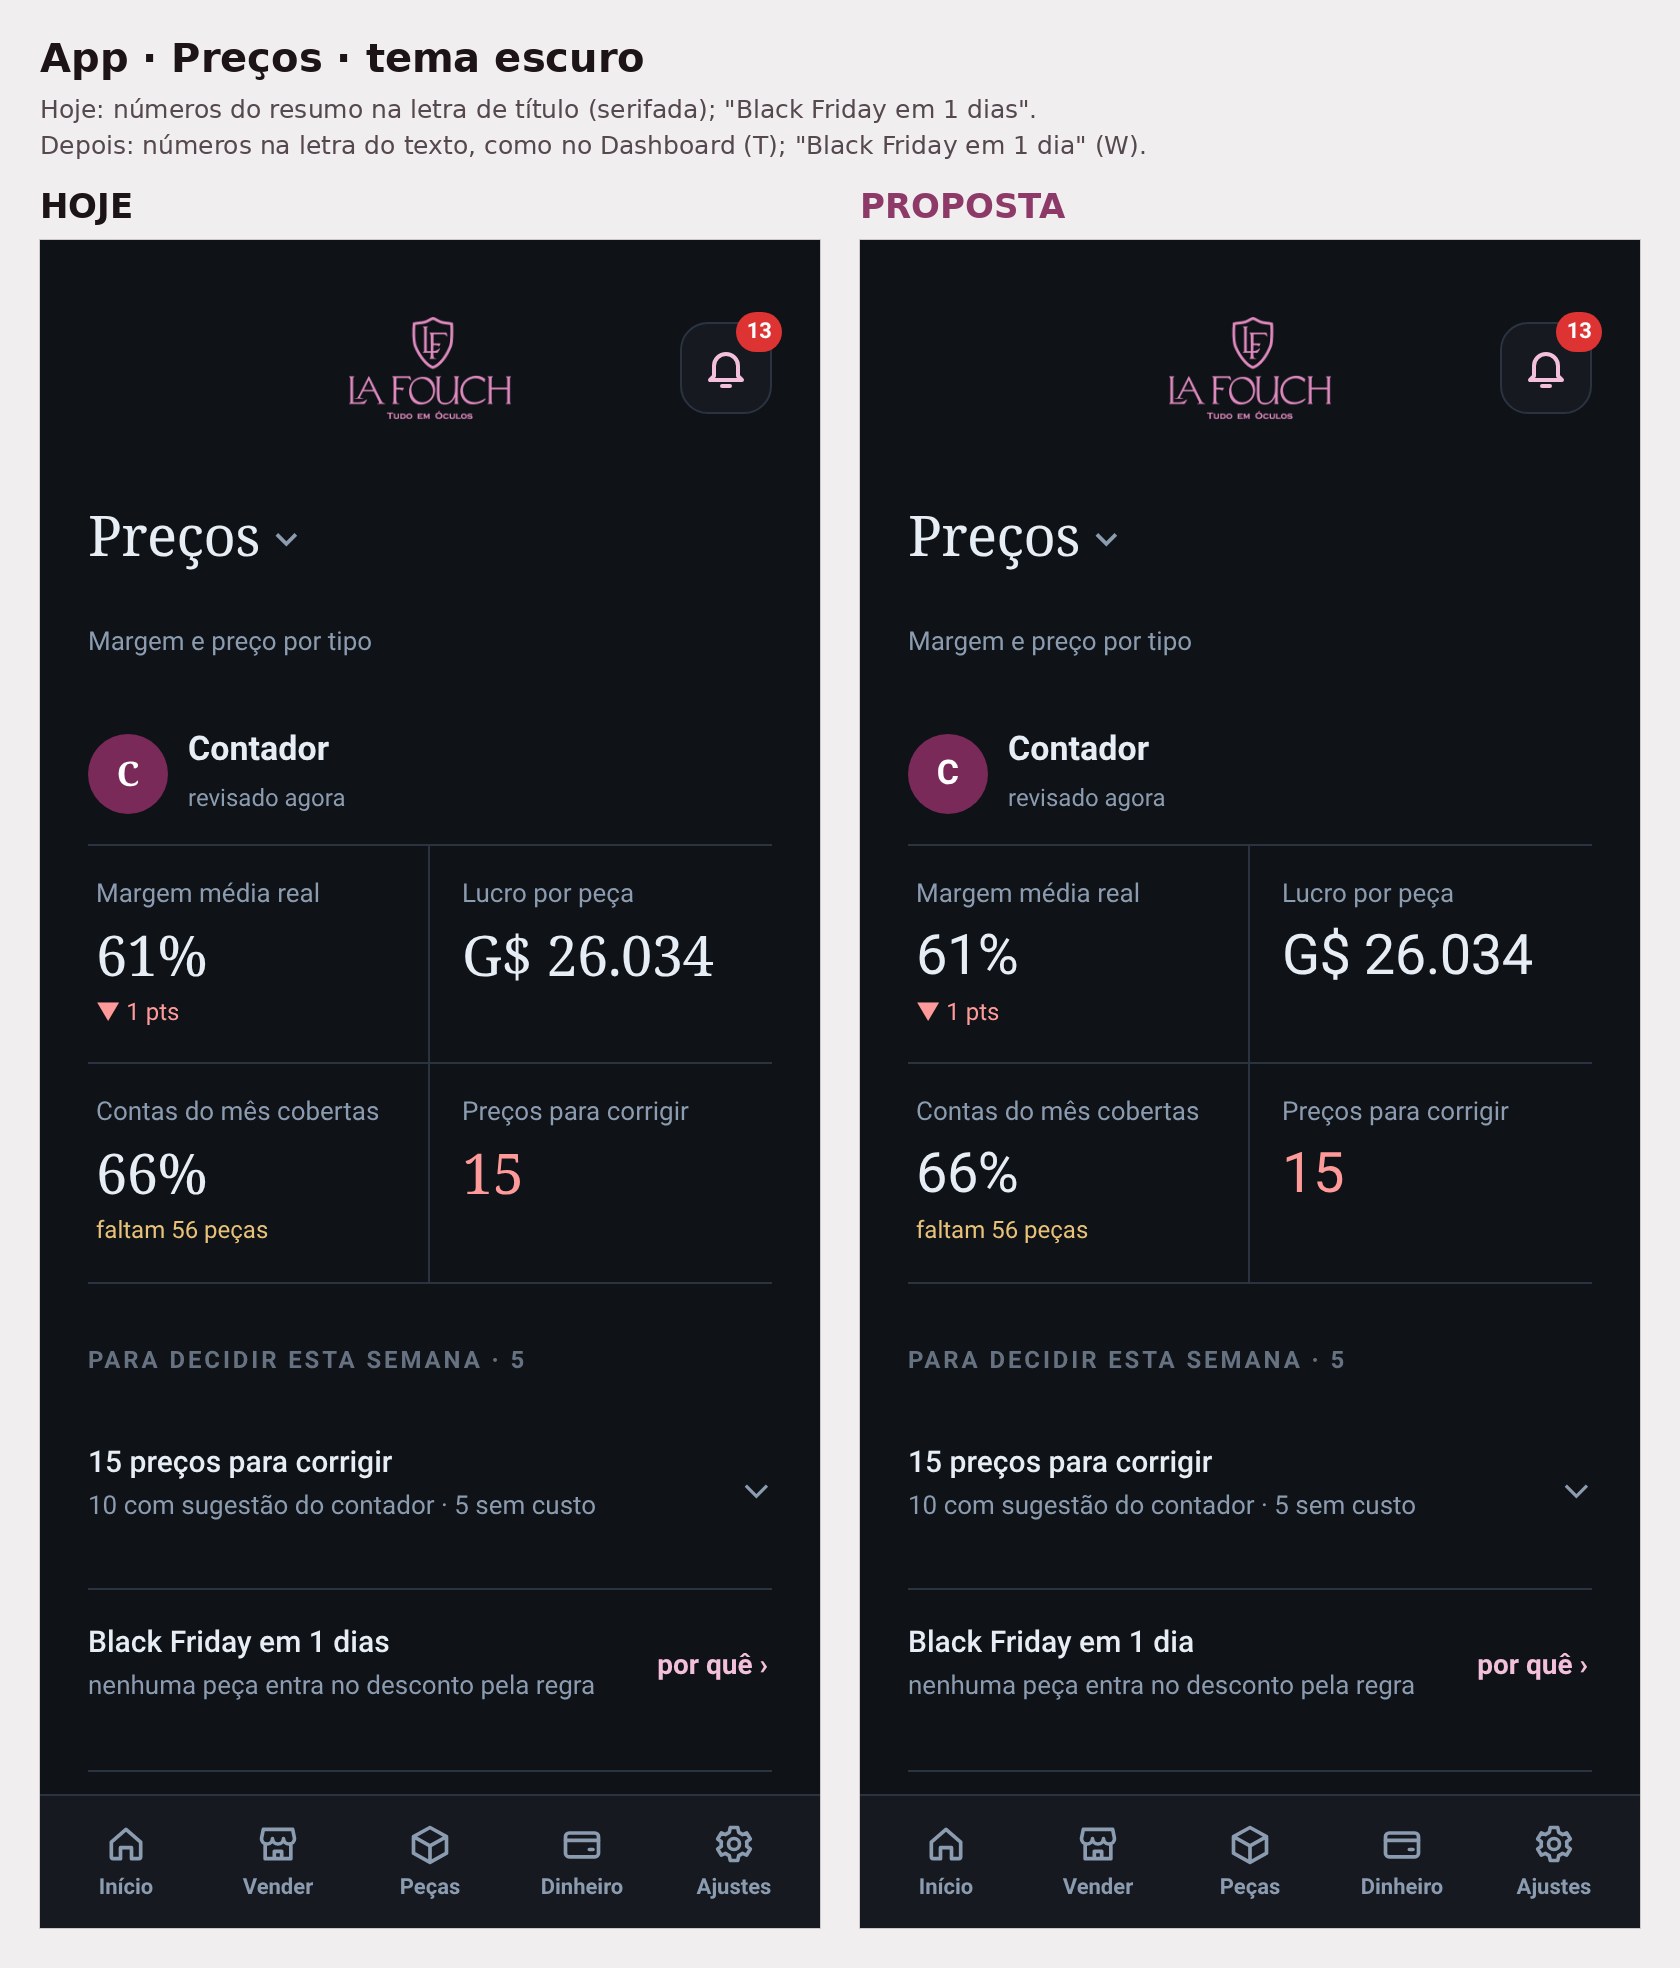 App · Preços · tema escuro
Hoje: números do resumo na letra de título (serifada); "Black Friday em 1 dias".
Depois: números na letra do texto, como no Dashboard (T); "Black Friday em 1 dia" (W).
HOJE
LF
LA FOUCH
TUDO EM ÓCULOS
13
Preços
Margem e preço por tipo
C
Contador
revisado agora
Margem média real
61%
▼ 1 pts
Lucro por peça
G$ 26.034
Contas do mês cobertas
66%
faltam 56 peças
Preços para corrigir
15
PARA DECIDIR ESTA SEMANA · 5
15 preços para corrigir
10 com sugestão do contador · 5 sem custo
Black Friday em 1 dias
nenhuma peça entra no desconto pela regra
por quê ›
Início
Vender
Peças
Dinheiro
Ajustes
PROPOSTA
LF
LA FOUCH
TUDO EM ÓCULOS
13
Preços
Margem e preço por tipo
C
Contador
revisado agora
Margem média real
61%
▼ 1 pts
Lucro por peça
G$ 26.034
Contas do mês cobertas
66%
faltam 56 peças
Preços para corrigir
15
PARA DECIDIR ESTA SEMANA · 5
15 preços para corrigir
10 com sugestão do contador · 5 sem custo
Black Friday em 1 dia
nenhuma peça entra no desconto pela regra
por quê ›
Início
Vender
Peças
Dinheiro
Ajustes